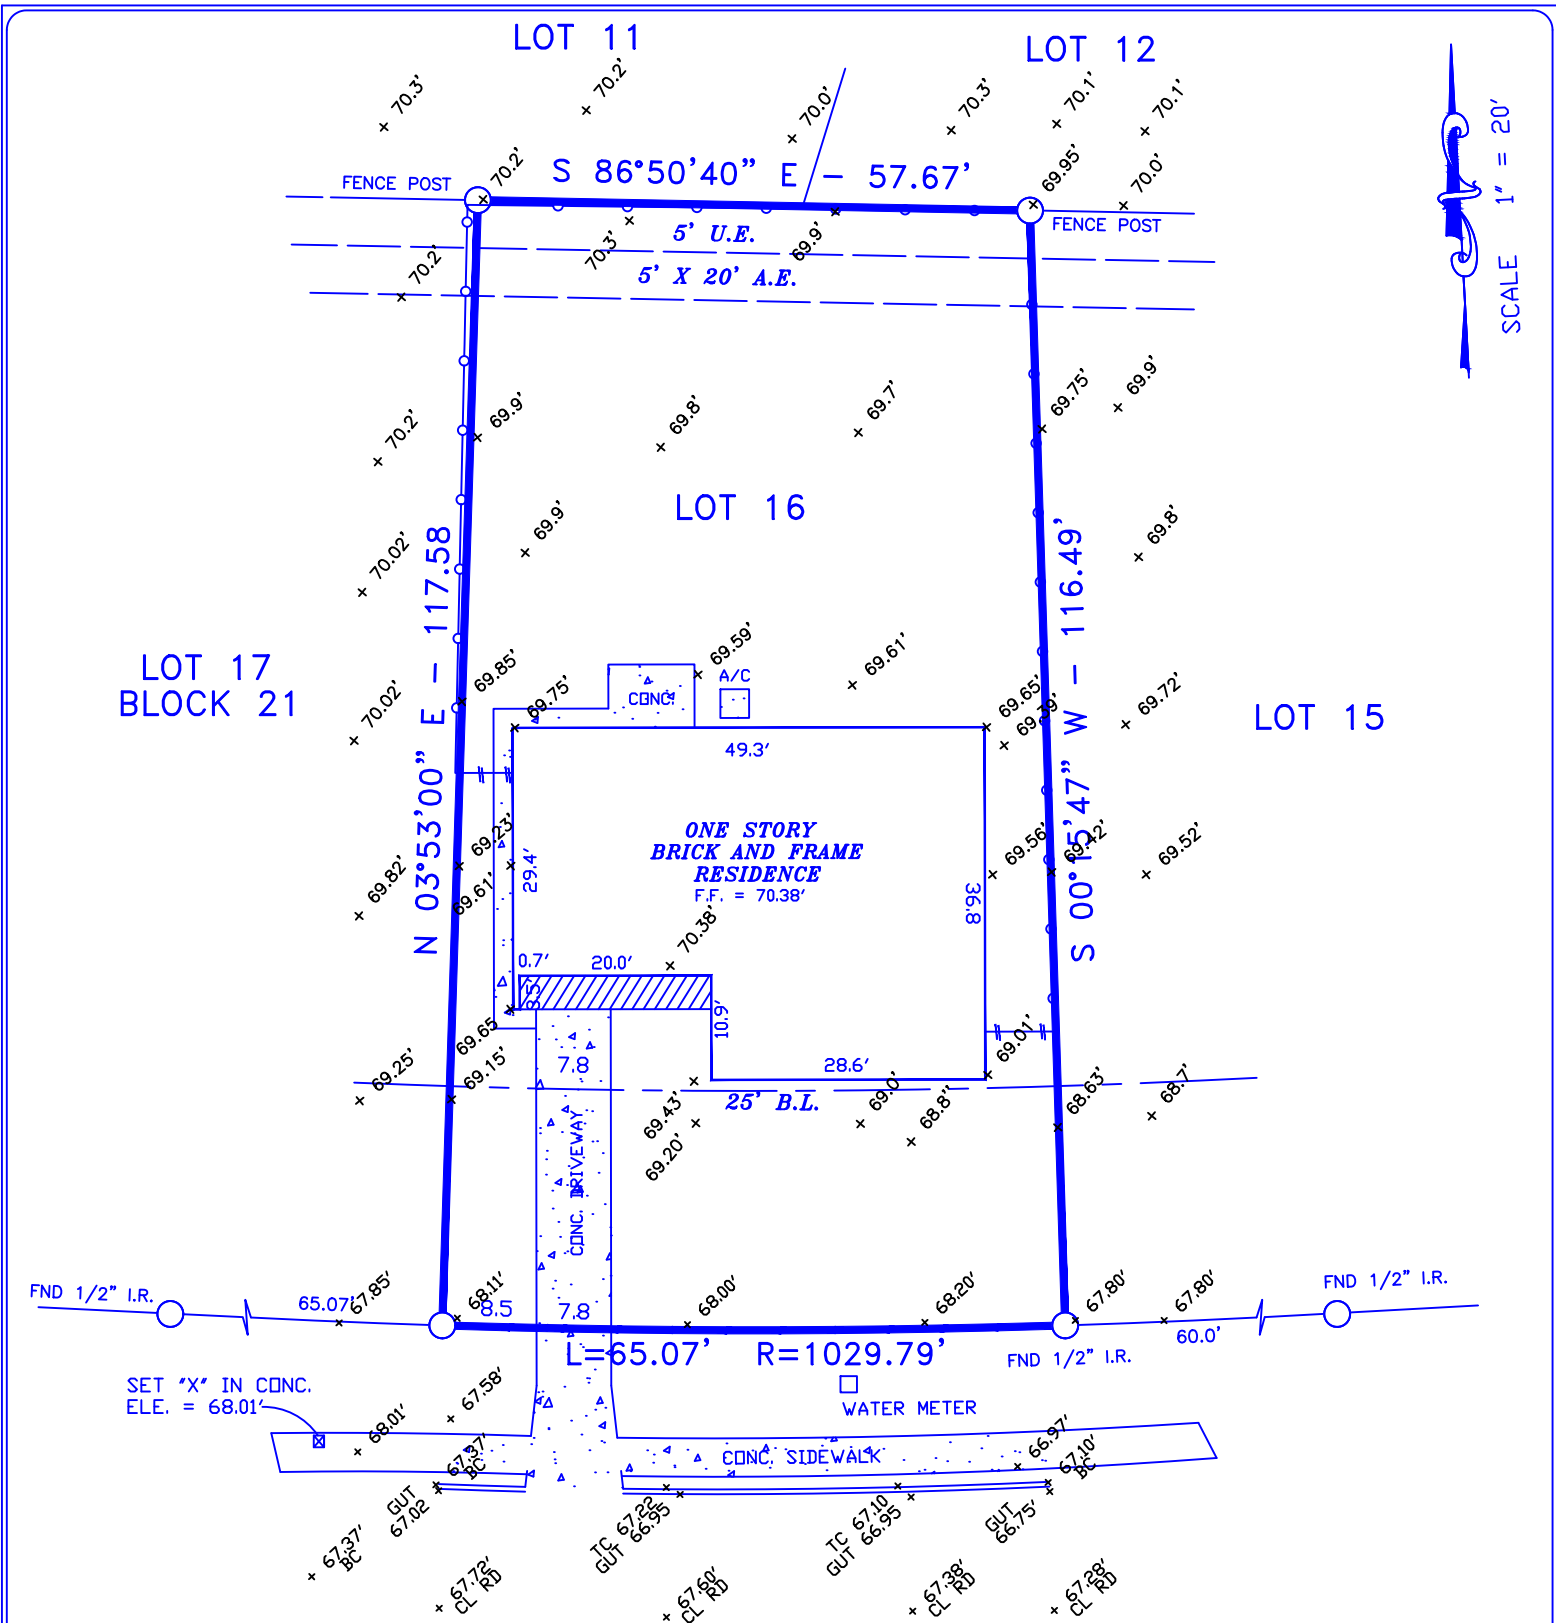 LOT 11
LOT 12
70.3'
70.2'
70.0'
70.3'
70.1'
70.1'
SCALE 1" = 20'
FENCE POST
70.2'
S 86°50'40" E - 57.67'
69.95'
70.0'
FENCE POST
70.3'
5' U.E.
69.9'
70.2'
5' X 20' A.E.
70.2'
69.9'
69.8'
69.7'
69.75'
69.9'
LOT 16
70.02'
69.9'
69.8'
N 03°53'00" E - 117.58
S 00°15'47" W - 116.49'
LOT 17
BLOCK 21
LOT 15
70.02'
69.85'
69.75'
CONC.
69.59'
A/C
69.61'
69.65'
69.39'
69.72'
49.3'
ONE STORY
BRICK AND FRAME
RESIDENCE
F.F. = 70.38'
69.82'
69.23'
69.61'
29.4'
36.8'
69.56'
69.42'
69.52'
70.38'
0.7'
20.0'
3.5'
10.9'
69.65
69.25'
69.15'
7.8
28.6'
69.01'
25' B.L.
69.43'
69.20'
69.0'
68.8"
68.63'
68.7'
CONC. DRIVEWAY
FND 1/2" I.R.
65.07'
67.85'
68.11'
8.5
7.8
68.00'
68.20'
67.80'
67.80'
60.0'
FND 1/2" I.R.
L=65.07' R=1029.79'
FND 1/2" I.R.
SET "X" IN CONC.
ELE. = 68.01'
68.01'
67.58'
WATER METER
CONC. SIDEWALK
67.37'
BC
GUT
67.02
66.97'
67.10'
BC
GUT
66.75'
TC 67.22
GUT 66.95
TC 67.10
GUT 66.95
67.37'
BC
67.72'
CL RD
67.60'
CL RD
67.38'
CL RD
67.28'
CL RD